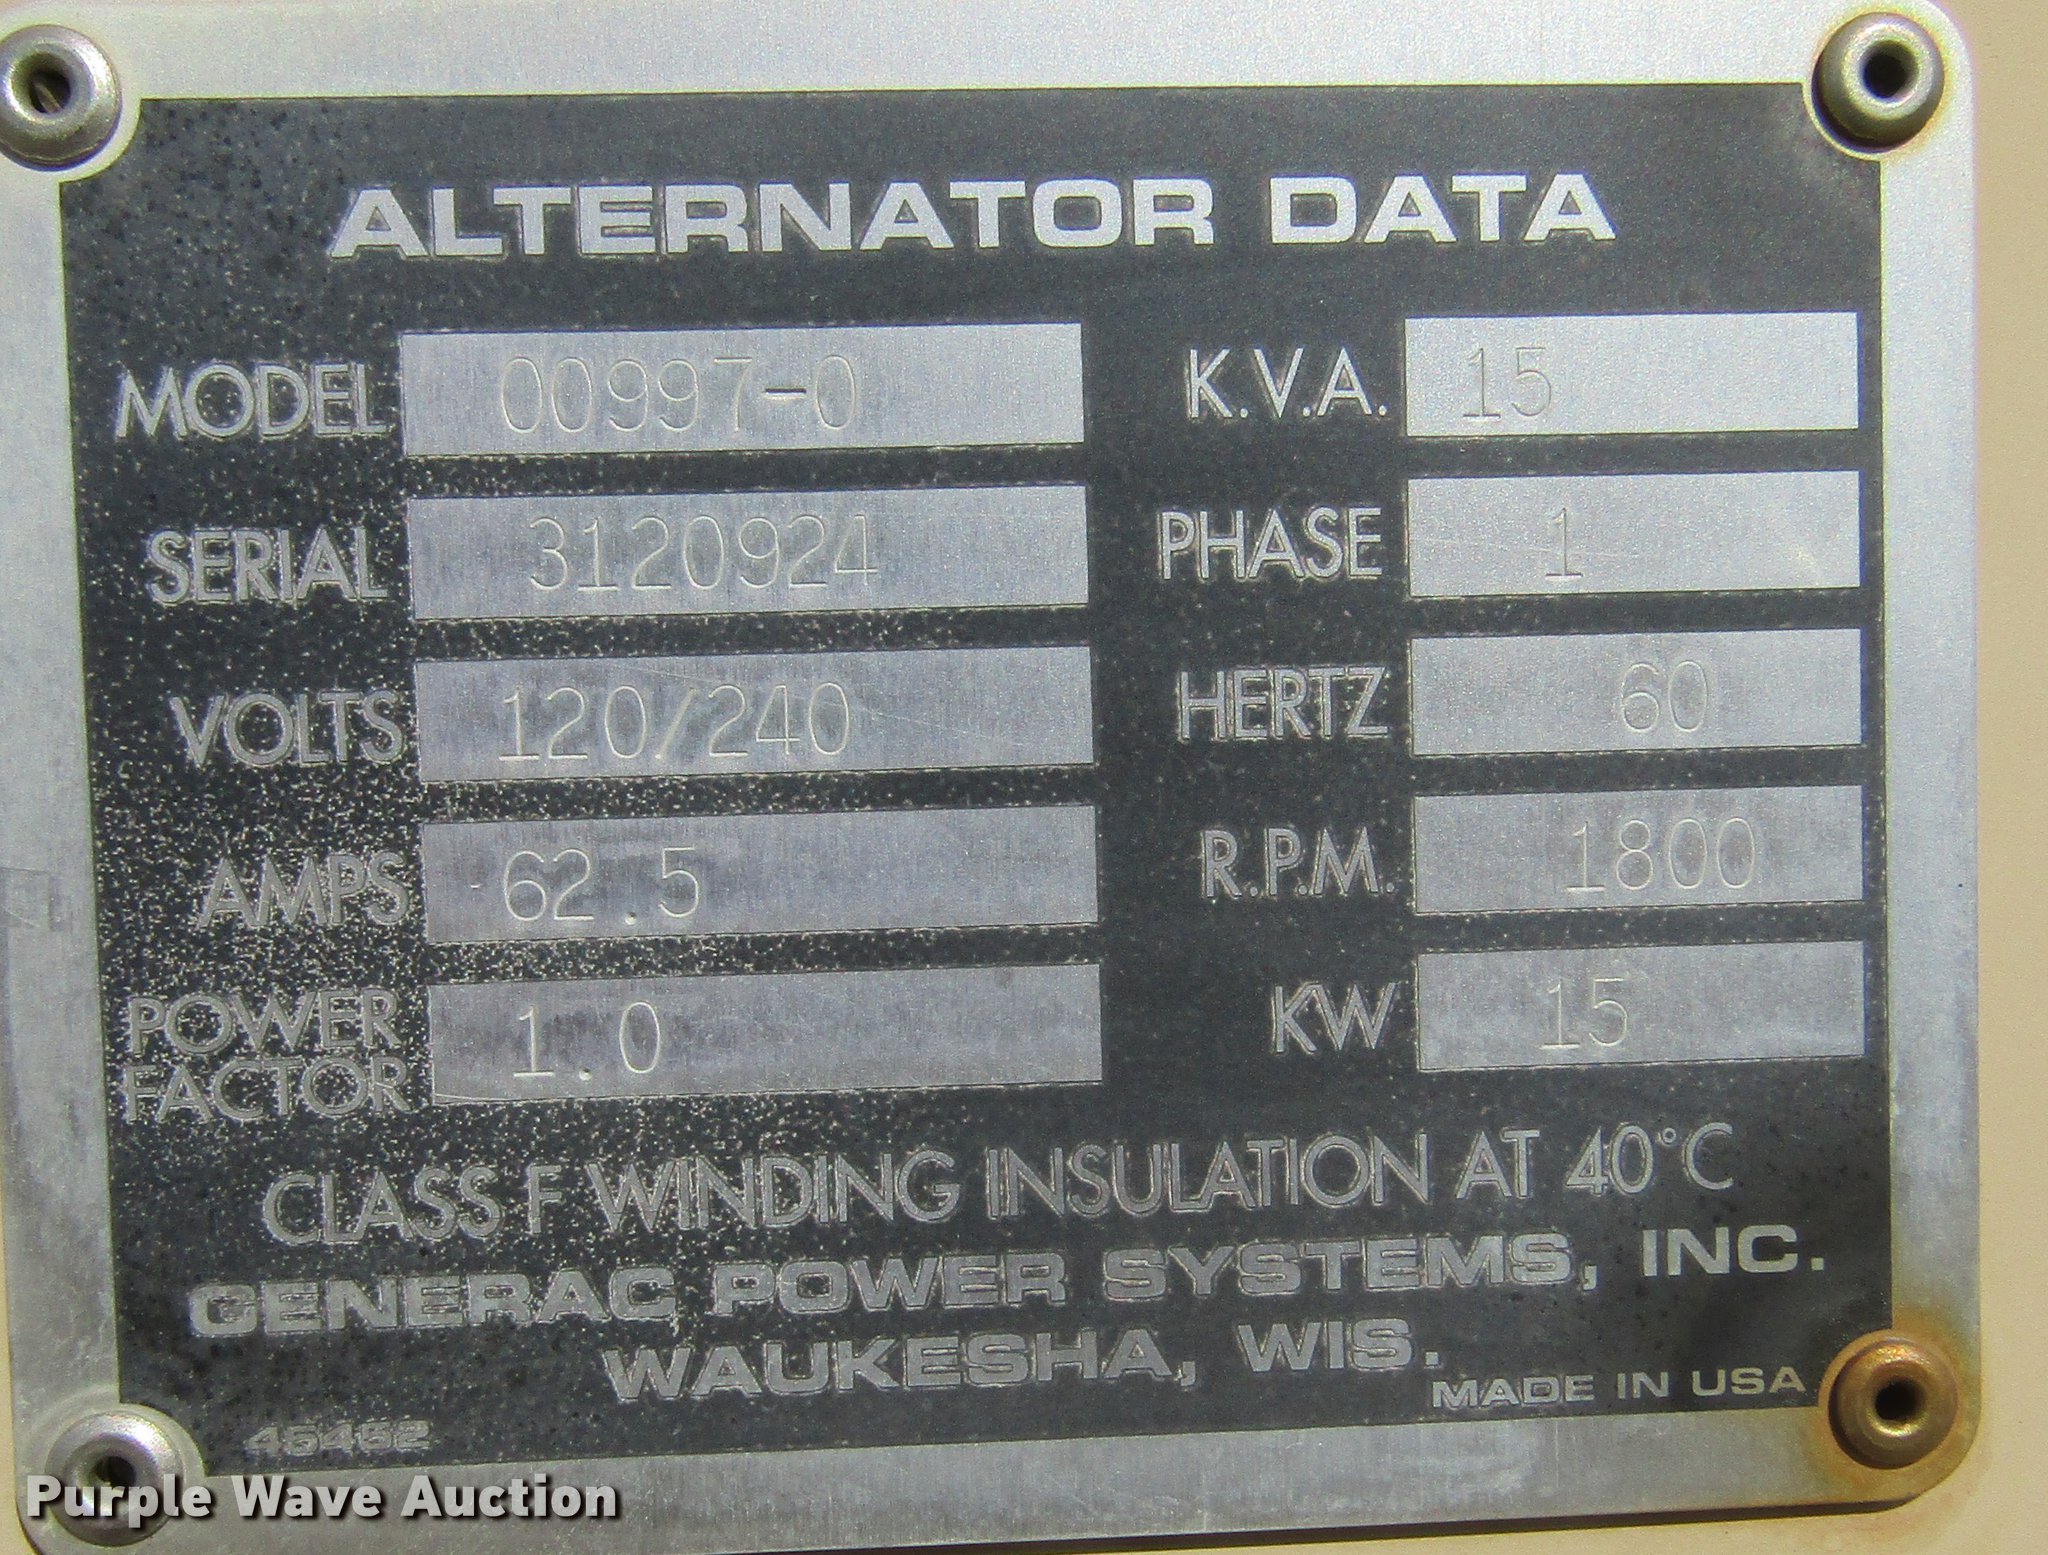 ALTERNATOR DATA
MODEL 00997-0 K.V.A. 15
SERIAL 3120924 PHASE 1
VOLTS 120/240 HERTZ 60
AMPS 62.5 R.P.M. 1800
POWER FACTOR 1.0 KW 15
CLASS F WINDING INSULATION AT 40°C
GENERAC POWER SYSTEMS, INC.
WAUKESHA, WIS.
MADE IN USA
45462
Purple Wave Auction